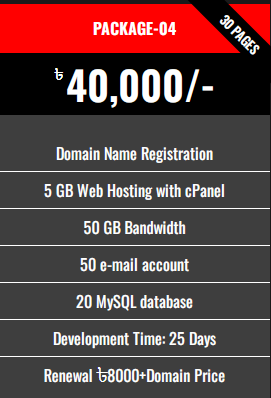 PACKAGE-04
30 PAGES
৳40,000/-
Domain Name Registration
5 GB Web Hosting with cPanel
50 GB Bandwidth
50 e-mail account
20 MySQL database
Development Time: 25 Days
Renewal ৳8000+Domain Price